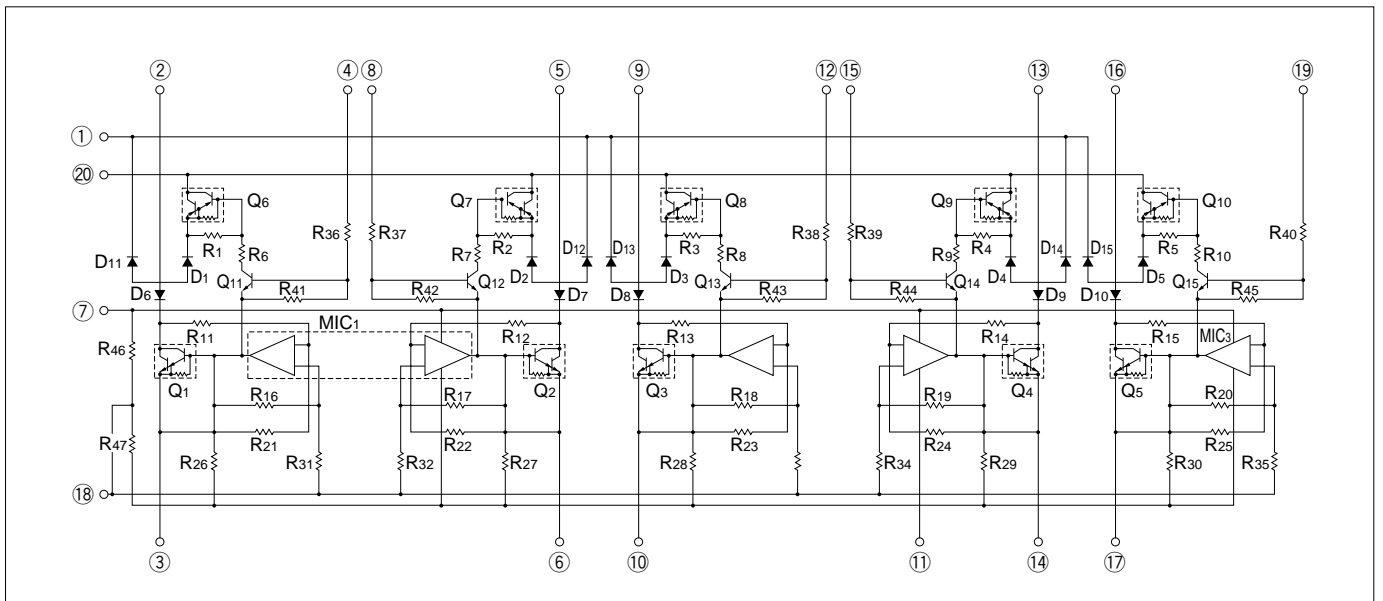 ② ④ ⑧ ⑤ ⑨ ⑫ ⑮ ⑬ ⑯ ⑲
①
⑳
Q6 Q7 Q8 Q9 Q10
R36 R37 R38 R39 R40
R1 R2 R3 R4 R5
R6 R7 R8 R9 R10
D11 D1 D2 D12 D13 D3 D4 D14 D15 D5
Q11 Q12 Q13 Q14 Q15
D6 R41 R42 D7 D8 R43 R44 D9 D10 R45
⑦
MIC1 MIC3
R46 R11 R12 R13 R14 R15
Q1 Q2 Q3 Q4 Q5
R16 R17 R18 R19 R20
R47 R21 R22 R23 R24 R25
R26 R31 R32 R27 R28 R34 R29 R30 R35
⑱
③ ⑥ ⑩ ⑪ ⑭ ⑰